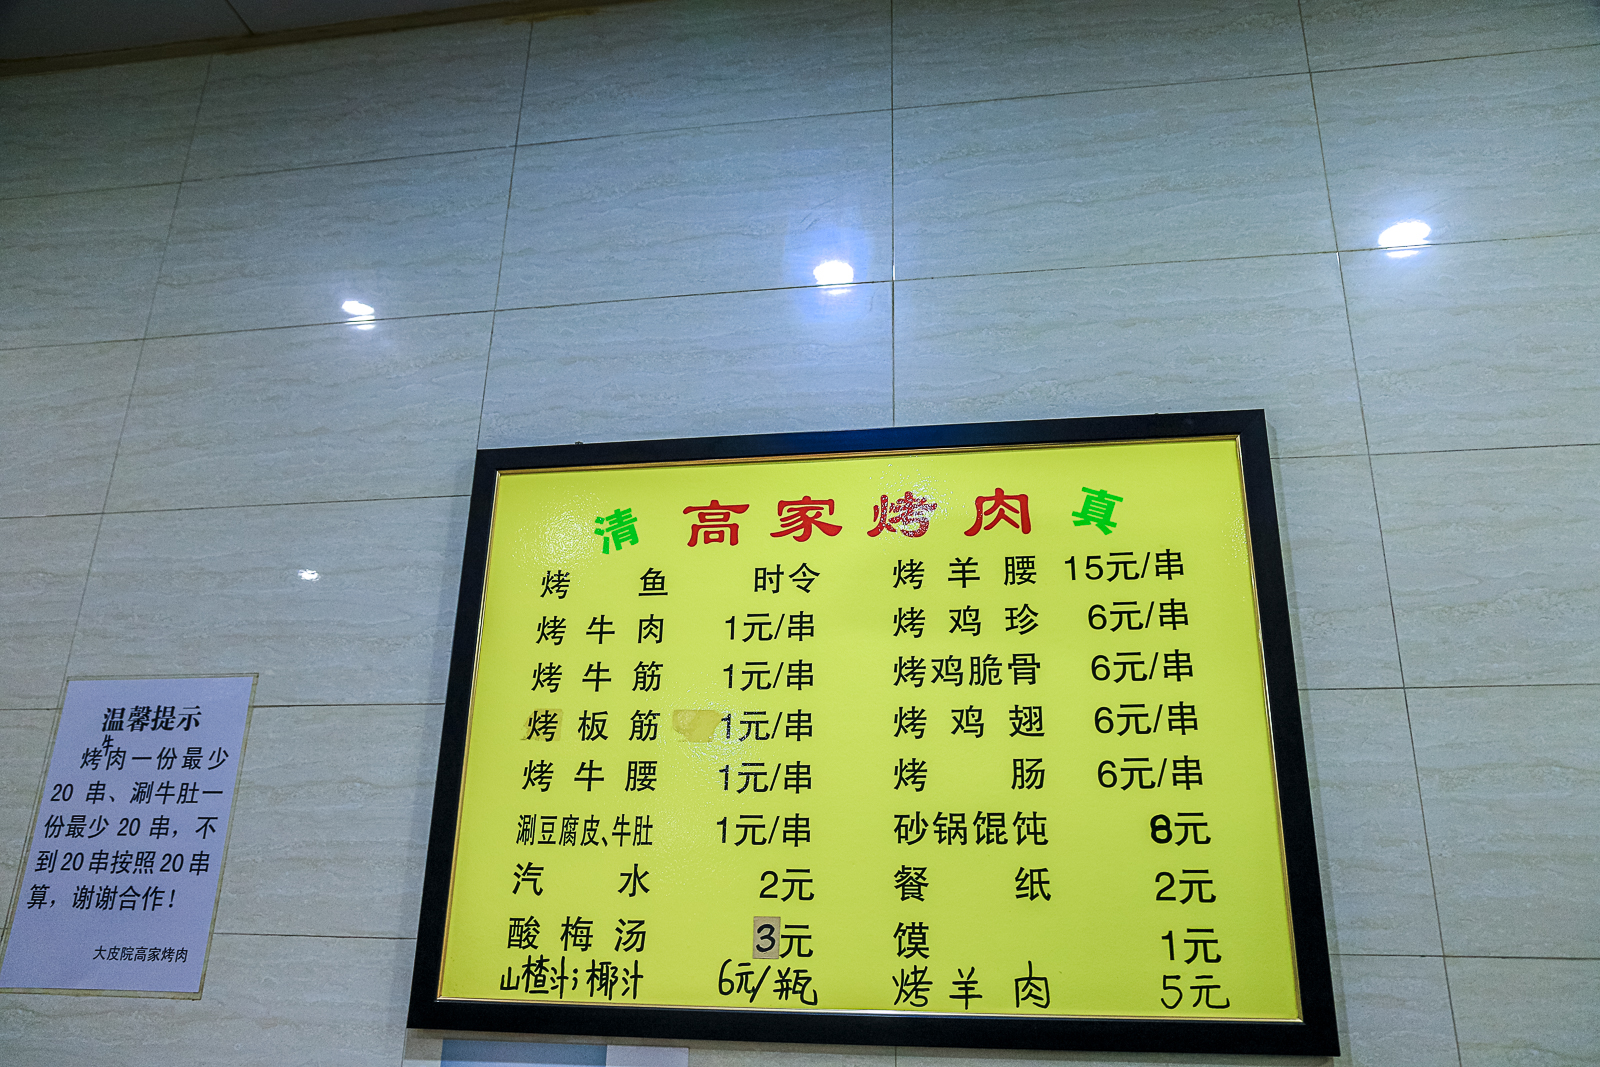 清 高家烤肉 真
烤鱼 时令
烤牛肉 1元/串
烤牛筋 1元/串
烤板筋 1元/串
烤牛腰 1元/串
涮豆腐皮、牛肚 1元/串
汽水 2元
酸梅汤 3元
山楂汁;椰汁 6元/瓶
烤羊腰 15元/串
烤鸡珍 6元/串
烤鸡脆骨 6元/串
烤鸡翅 6元/串
烤肠 6元/串
砂锅馄饨 8元
餐纸 2元
馍 1元
烤羊肉 5元
温馨提示
烤牛肉一份最少
20 串、涮牛肚一
份最少 20 串，不
到20串按照20串
算，谢谢合作！
大皮院高家烤肉